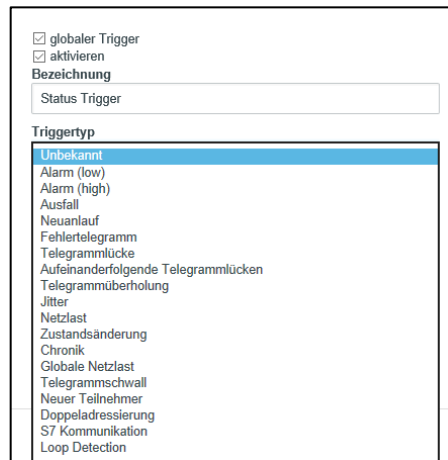 globaler Trigger
aktivieren
Bezeichnung
Status Trigger
Triggertyp
Unbekannt
Alarm (low)
Alarm (high)
Ausfall
Neuanlauf
Fehlertelegramm
Telegrammlücke
Aufeinanderfolgende Telegrammlücken
Telegrammüberholung
Jitter
Netzlast
Zustandsänderung
Chronik
Globale Netzlast
Telegrammschwall
Neuer Teilnehmer
Doppeladressierung
S7 Kommunikation
Loop Detection